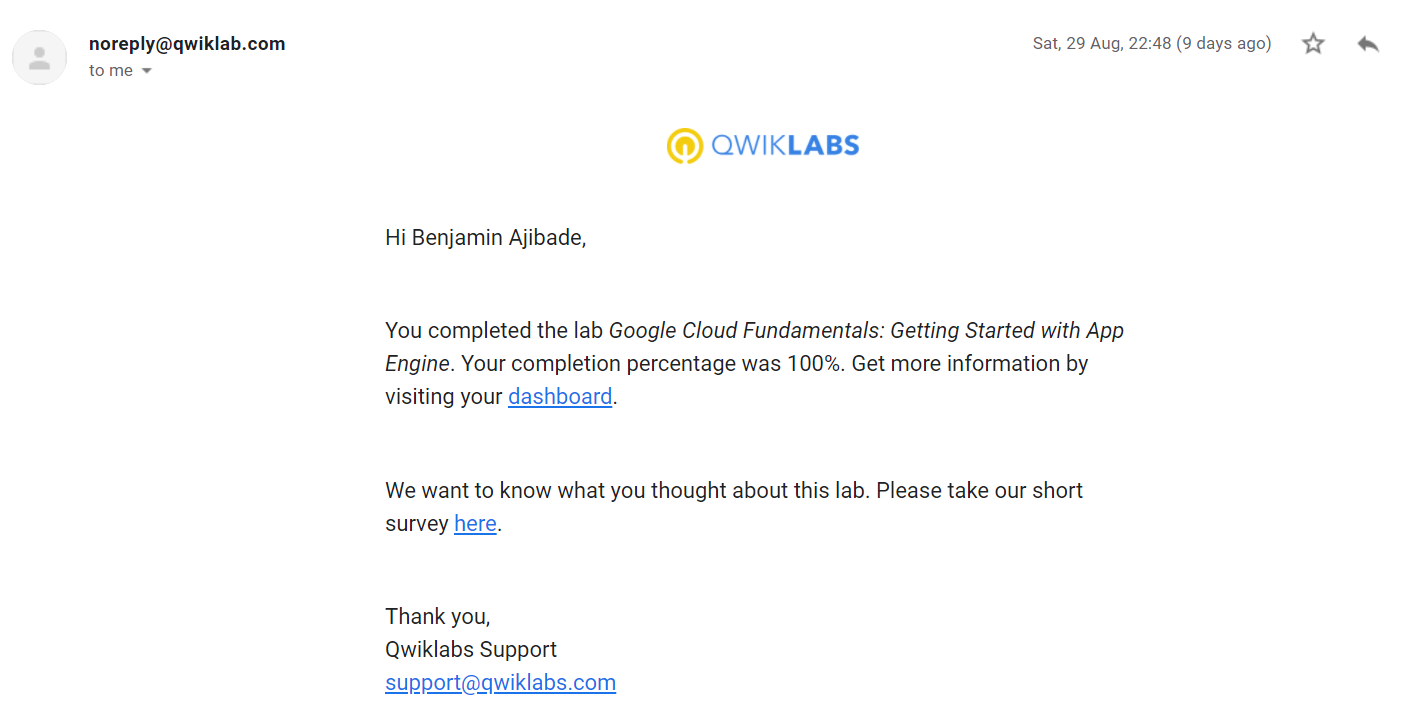 noreply@qwiklab.com
Sat, 29 Aug, 22:48 (9 days ago)
to me
QWIKLABS
Hi Benjamin Ajibade,
You completed the lab Google Cloud Fundamentals: Getting Started with App
Engine. Your completion percentage was 100%. Get more information by
visiting your dashboard.
We want to know what you thought about this lab. Please take our short
survey here.
Thank you,
Qwiklabs Support
support@qwiklabs.com